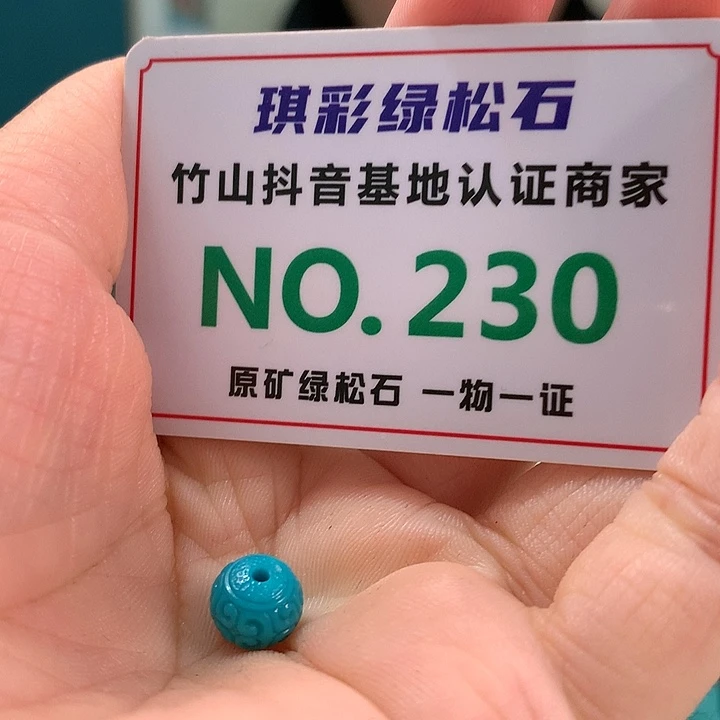 琪彩绿松石
竹山抖音基地认证商家
NO.230
原矿绿松石 一物一证